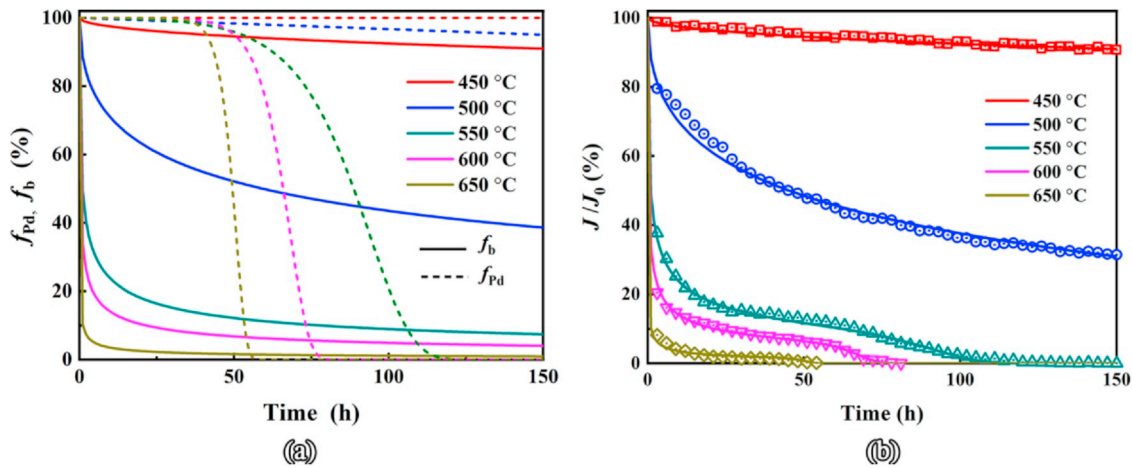 100
80
60
40
20
0
f_Pd, f_b (%)
450 °C
500 °C
550 °C
600 °C
650 °C
f_b
f_Pd
0 50 100 150
Time (h)
(a)
100
80
60
40
20
0
J/J_0 (%)
450 °C
500 °C
550 °C
600 °C
650 °C
0 50 100 150
Time (h)
(b)